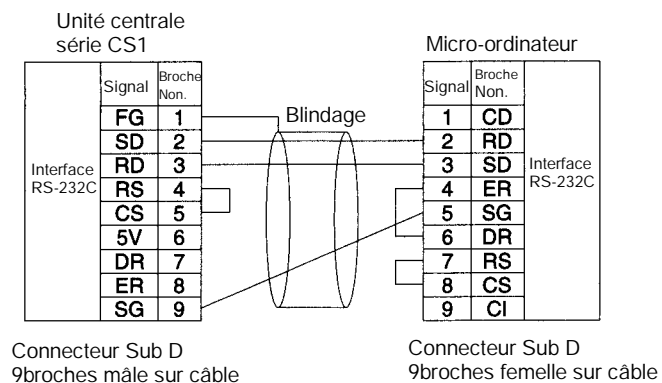 Unité centrale
série CS1
Micro-ordinateur
Signal Broche
Non.
FG 1
SD 2
RD 3
RS 4
CS 5
5V 6
DR 7
ER 8
SG 9
Interface
RS-232C
Blindage
Signal Broche
Non.
1 CD
2 RD
3 SD
4 ER
5 SG
6 DR
7 RS
8 CS
9 CI
Interface
RS-232C
Connecteur Sub D
9broches mâle sur câble
Connecteur Sub D
9broches femelle sur câble